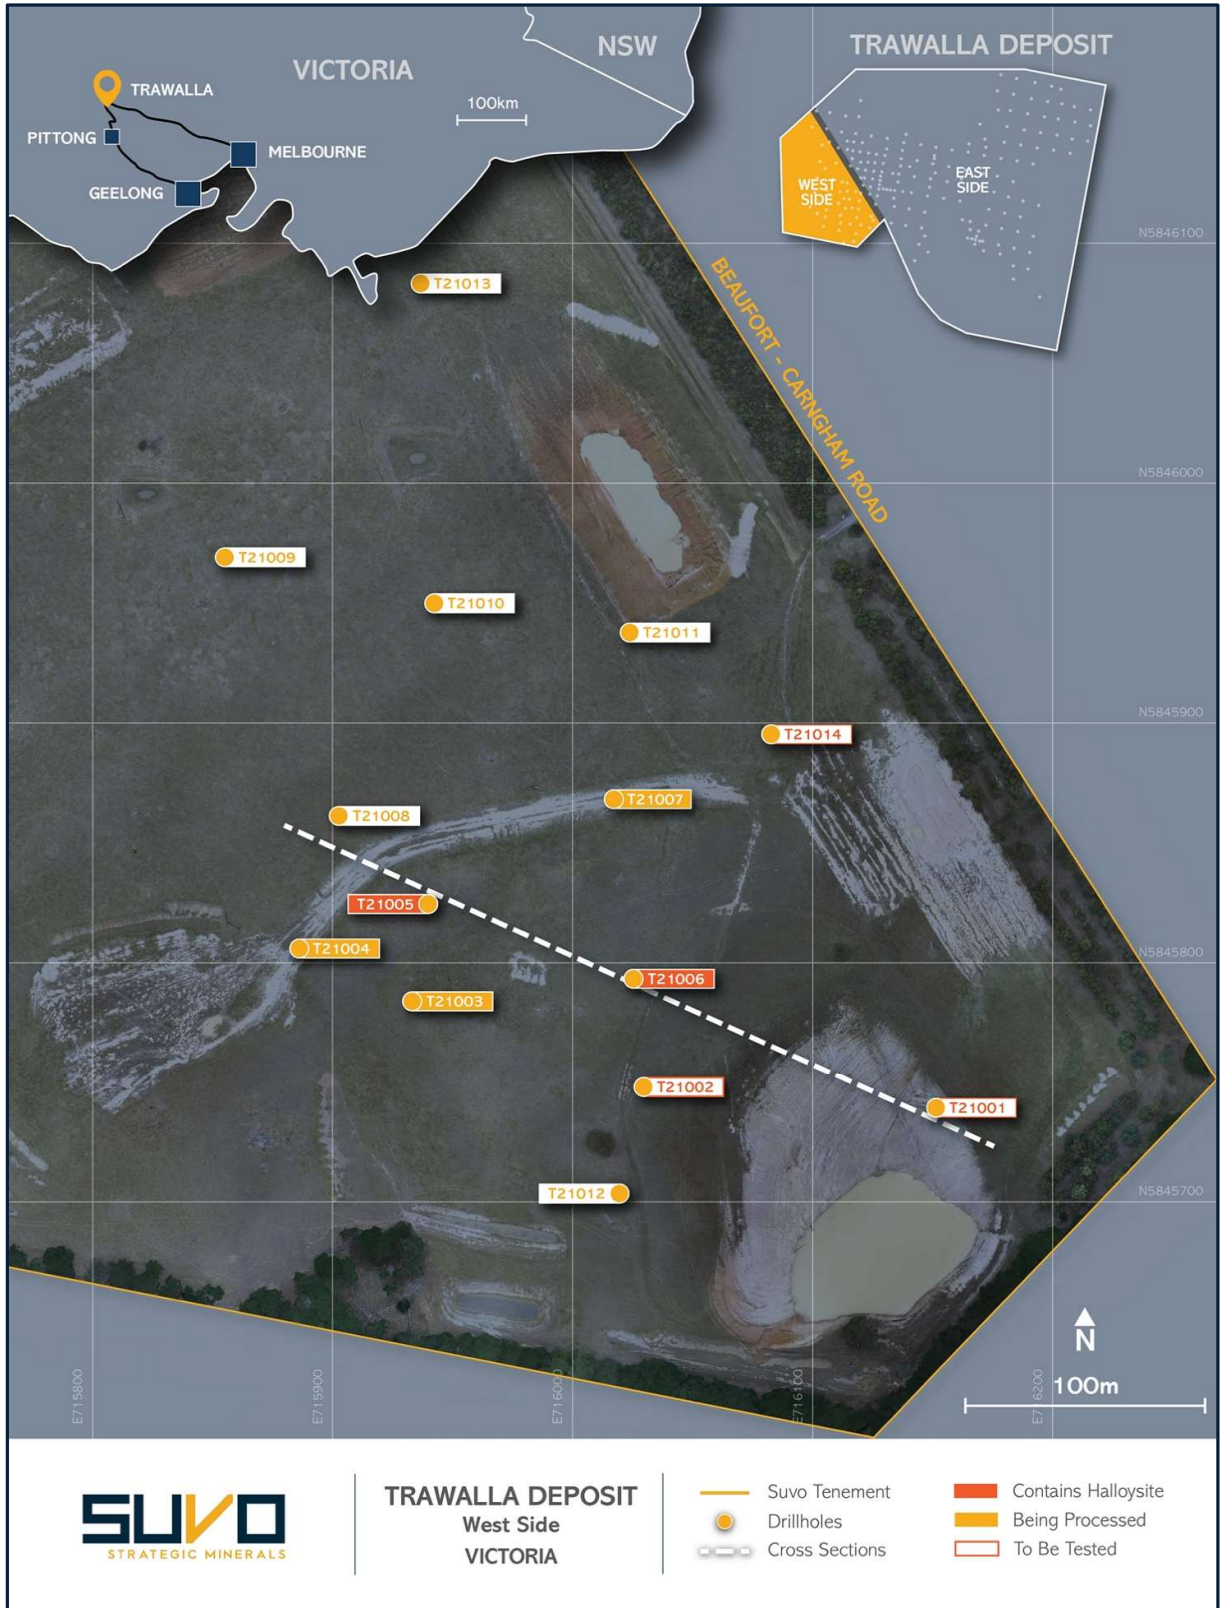 NSW
TRAWALLA DEPOSIT
VICTORIA
TRAWALLA
100km
PITTONG
MELBOURNE
GEELONG
WEST
SIDE
EAST
SIDE
N5846100
T21013
BEAUFORT - CARNGHAM ROAD
N5846000
T21009
T21010
T21011
N5845900
T21014
T21007
T21008
T21005
T21004
N5845800
T21006
T21003
T21002
T21001
T21012
N5845700
N
E715800
E715900
E716000
E716100
E716200
100m
SUVO
STRATEGIC MINERALS
TRAWALLA DEPOSIT
West Side
VICTORIA
Suvo Tenement
Drillholes
Cross Sections
Contains Halloysite
Being Processed
To Be Tested